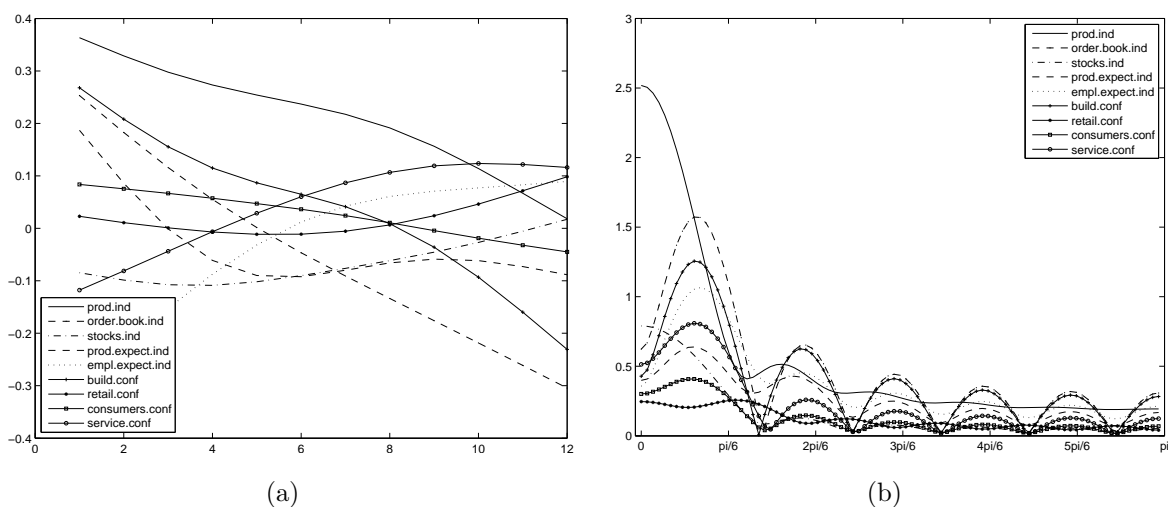 0.4
0.3
0.2
0.1
0
−0.1
−0.2
−0.3
−0.4
0 2 4 6 8 10 12
prod.ind
order.book.ind
stocks.ind
prod.expect.ind
empl.expect.ind
build.conf
retail.conf
consumers.conf
service.conf
(a)
3
2.5
2
1.5
1
0.5
0
0 pi/6 2pi/6 3pi/6 4pi/6 5pi/6 pi
prod.ind
order.book.ind
stocks.ind
prod.expect.ind
empl.expect.ind
build.conf
retail.conf
consumers.conf
service.conf
(b)